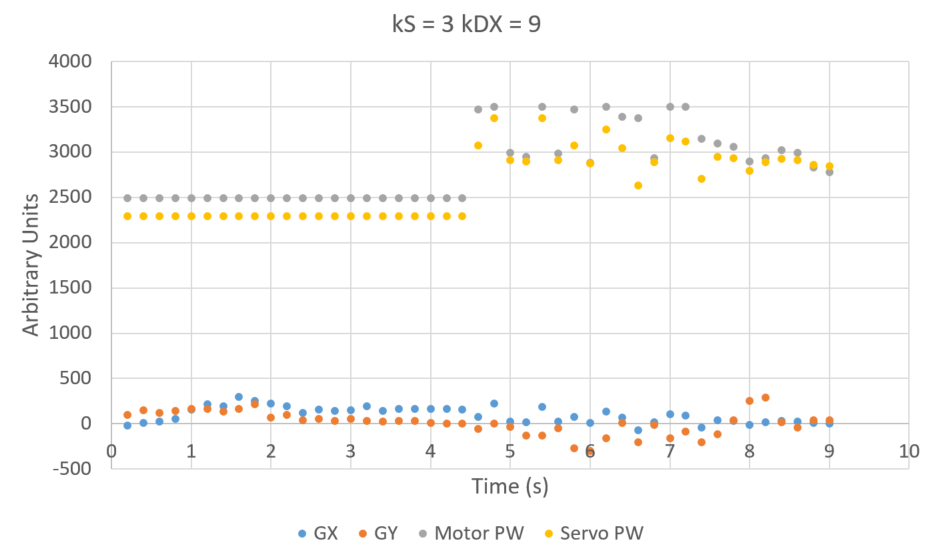 kS = 3 kDX = 9
4000
3500
3000
2500
2000
1500
1000
500
0
-500
Arbitrary Units
0 1 2 3 4 5 6 7 8 9 10
Time (s)
GX GY Motor PW Servo PW